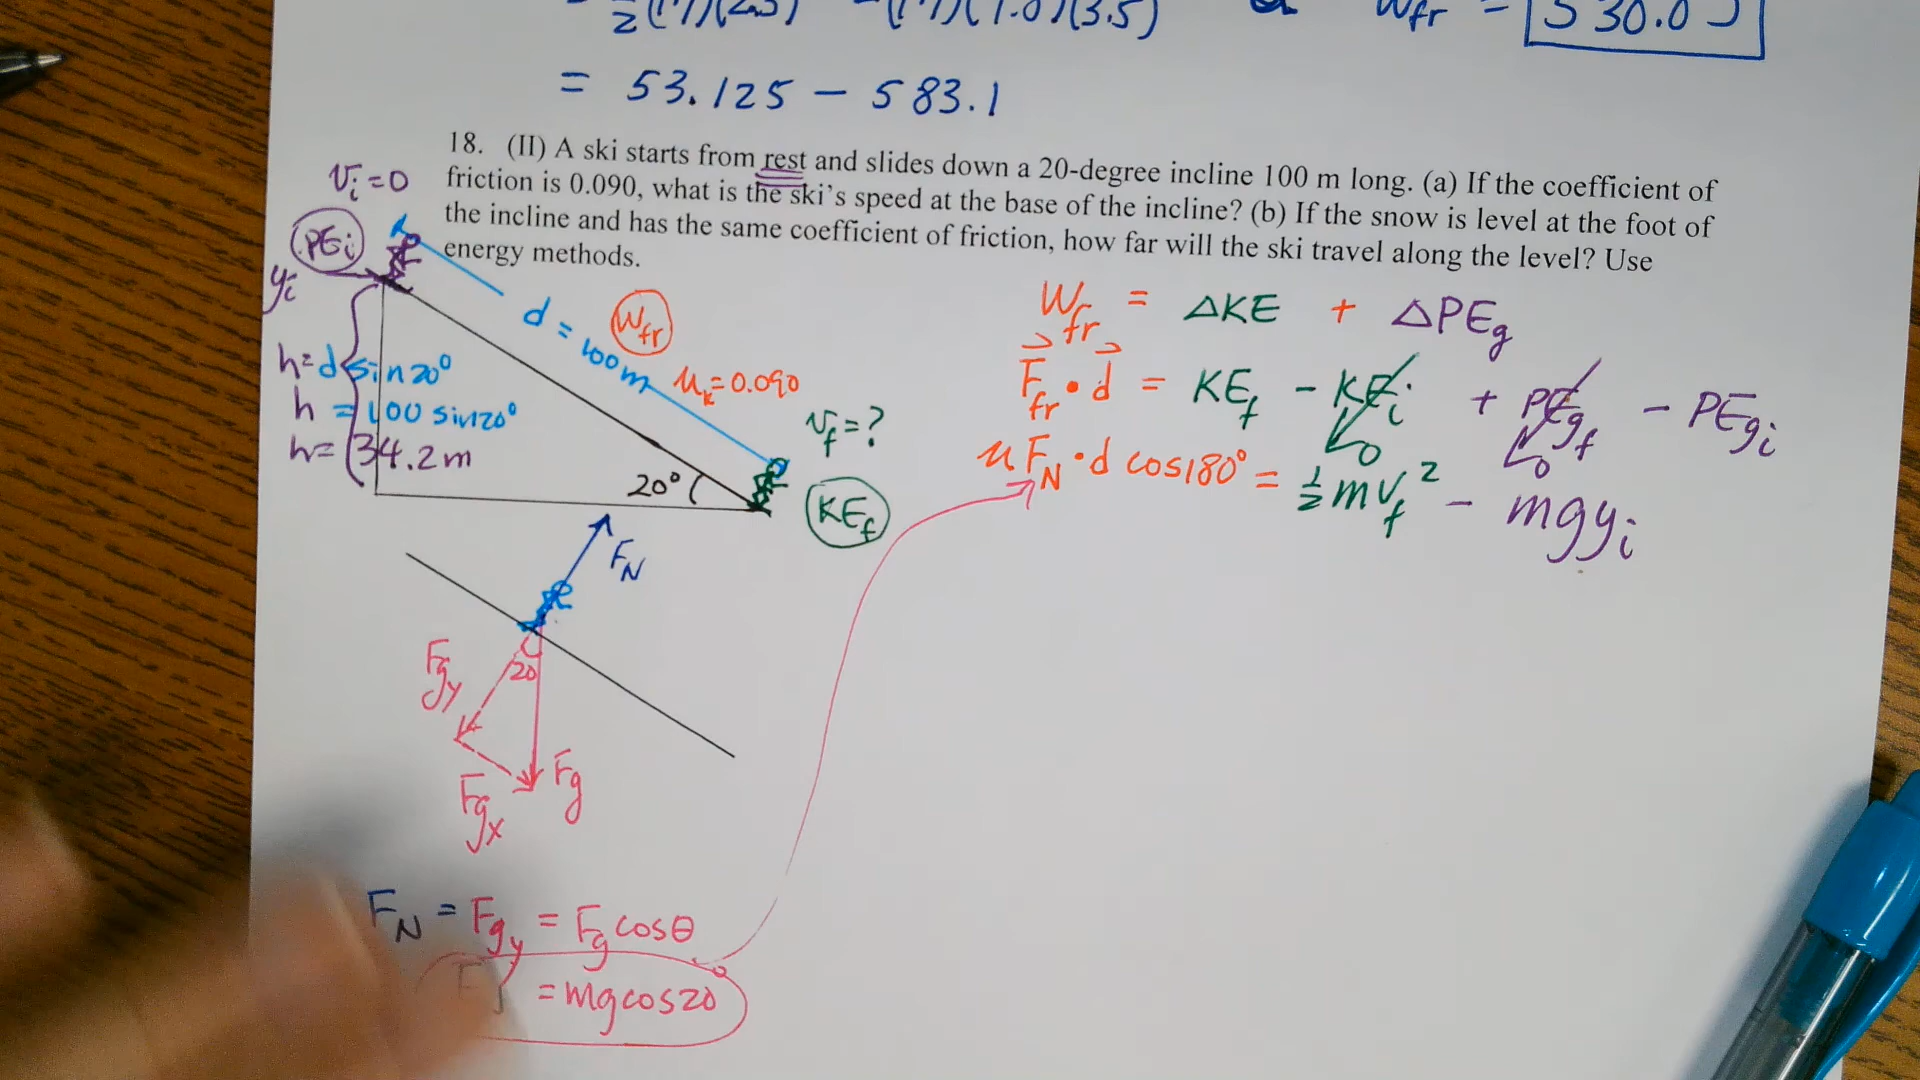 = 53.125 - 583.1
18. (II) A ski starts from rest and slides down a 20-degree incline 100 m long. (a) If the coefficient of
friction is 0.090, what is the ski's speed at the base of the incline? (b) If the snow is level at the foot of
the incline and has the same coefficient of friction, how far will the ski travel along the level? Use
energy methods.
Vi = 0
PEi
yi
d = 100m
Wfr
μk = 0.090
h = d sin 20°
h = 100 sin 20°
h = 34.2 m
vf = ?
20°
KEf
Wfr = ΔKE + ΔPEg
Ffr • d = KEf - KEi + PEgf - PEgi
0 0
μ FN • d cos180° = ½ m vf² - mgyi
FN
20
Fgy
Fg
Fgx
FN = Fgy = Fg cosθ
= mg cos 20